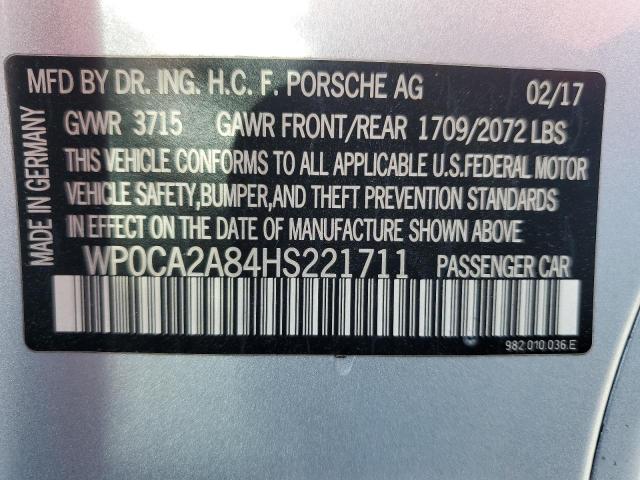 MFD BY DR. ING. H.C. F. PORSCHE AG 02/17
GVWR 3715 GAWR FRONT/REAR 1709/2072 LBS
THIS VEHICLE CONFORMS TO ALL APPLICABLE U.S.FEDERAL MOTOR
VEHICLE SAFETY,BUMPER,AND THEFT PREVENTION STANDARDS
IN EFFECT ON THE DATE OF MANUFACTURE SHOWN ABOVE
WP0CA2A84HS221711 PASSENGER CAR
982.010.036.E
MADE IN GERMANY